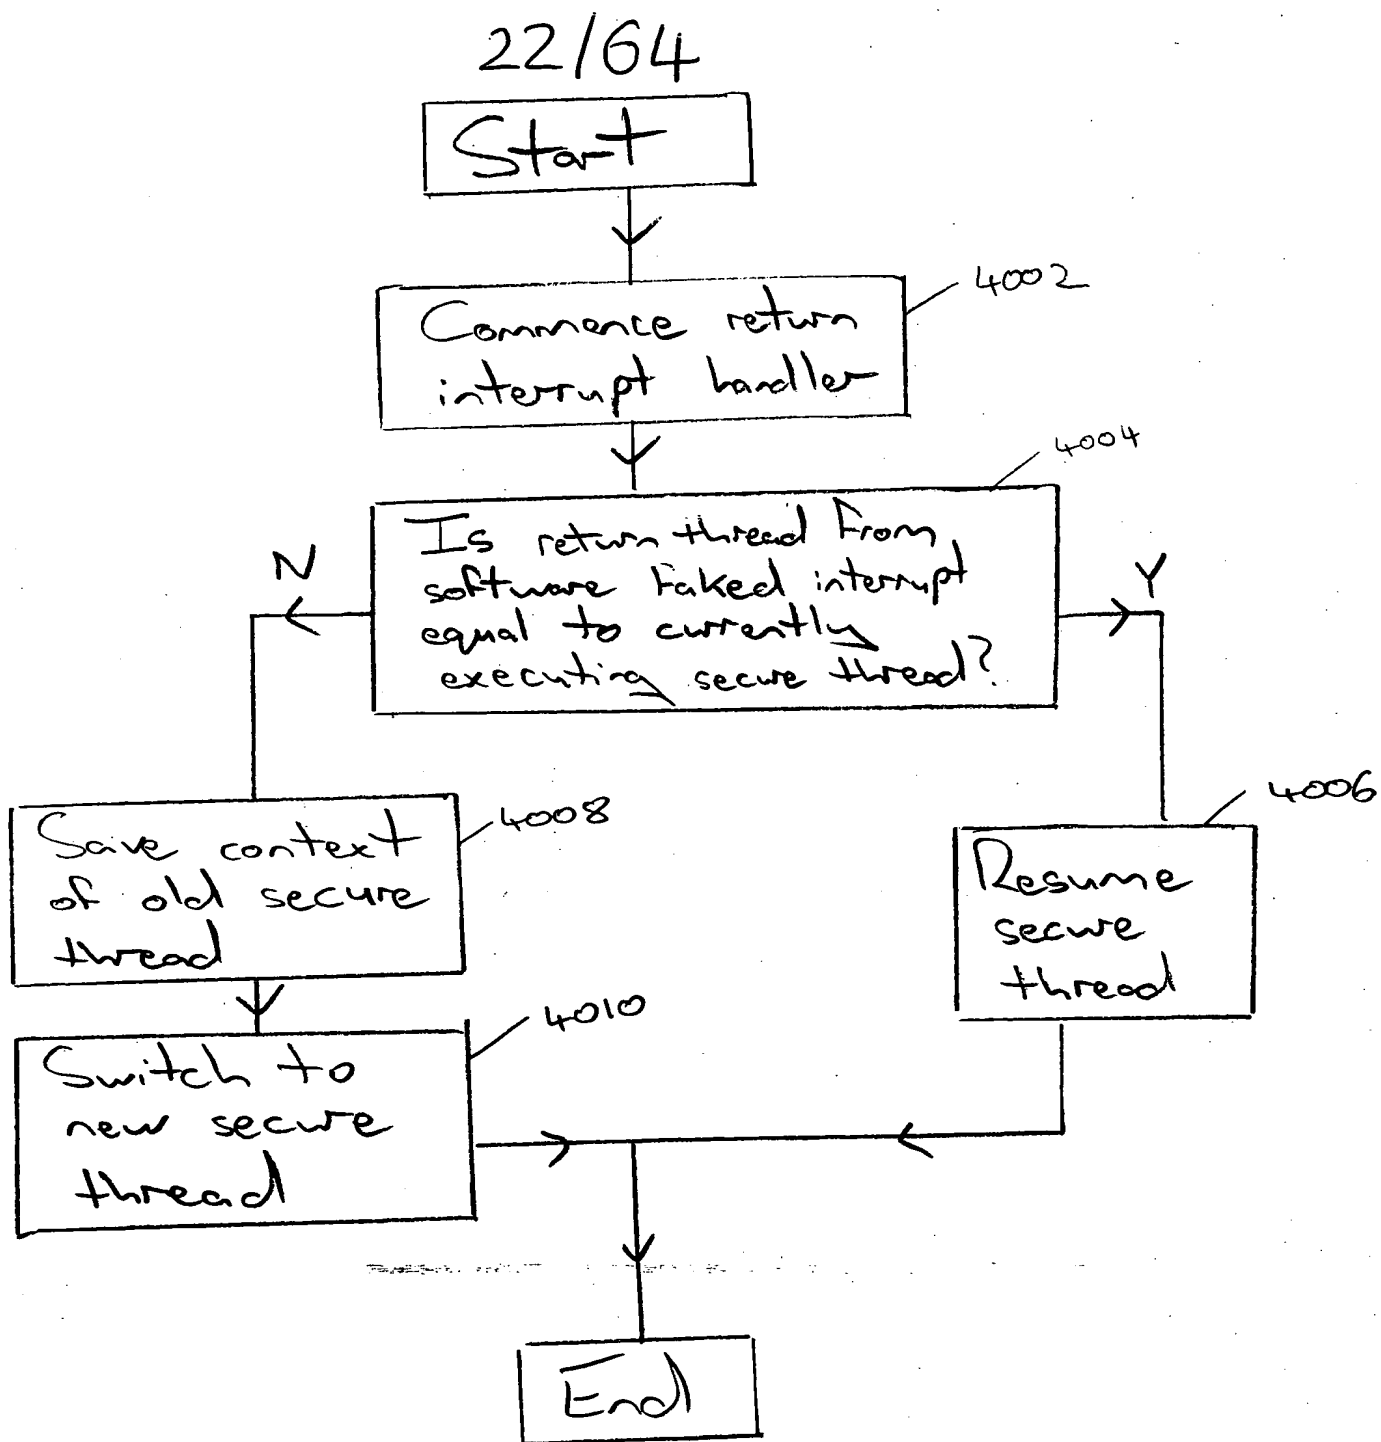 22/64
Start
4002
Commence return
interrupt handler
4004
Is return thread from
software faked interrupt
equal to currently
executing secure thread?
N
Y
4008
Save context
of old secure
thread
4006
Resume
secure
thread
4010
Switch to
new secure
thread
End